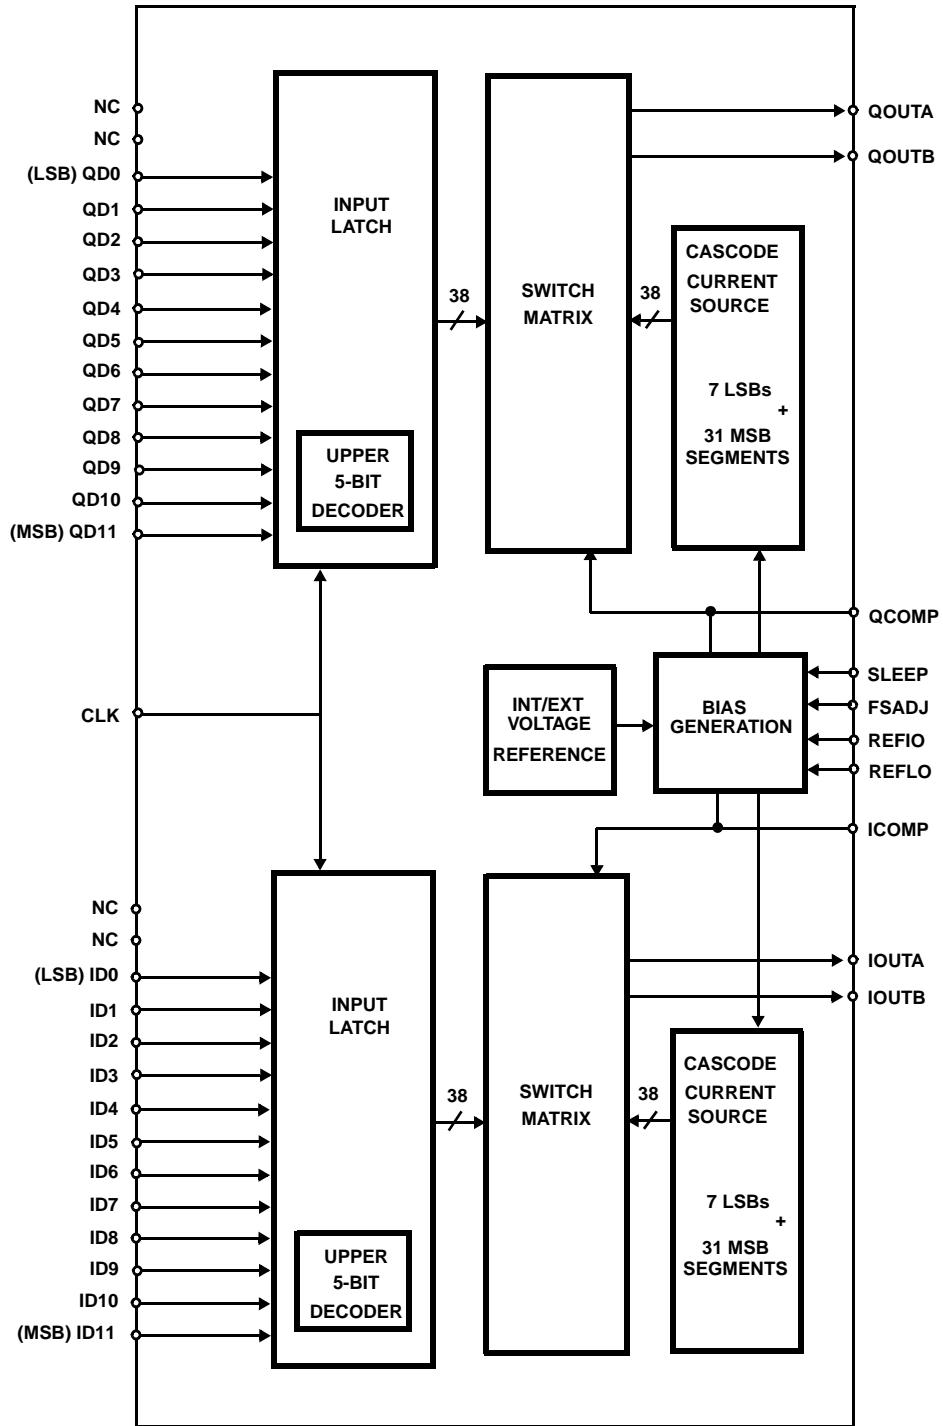 NC
NC
(LSB) QD0
QD1
QD2
QD3
QD4
QD5
QD6
QD7
QD8
QD9
QD10
(MSB) QD11
INPUT
LATCH
UPPER
5-BIT
DECODER
38
SWITCH
MATRIX
38
CASCODE
CURRENT
SOURCE
7 LSBs
+
31 MSB
SEGMENTS
QOUTA
QOUTB
QCOMP
CLK
INT/EXT
VOLTAGE
REFERENCE
BIAS
GENERATION
SLEEP
FSADJ
REFIO
REFLO
ICOMP
NC
NC
(LSB) ID0
ID1
ID2
ID3
ID4
ID5
ID6
ID7
ID8
ID9
ID10
(MSB) ID11
INPUT
LATCH
UPPER
5-BIT
DECODER
38
SWITCH
MATRIX
38
CASCODE
CURRENT
SOURCE
7 LSBs
+
31 MSB
SEGMENTS
IOUTA
IOUTB